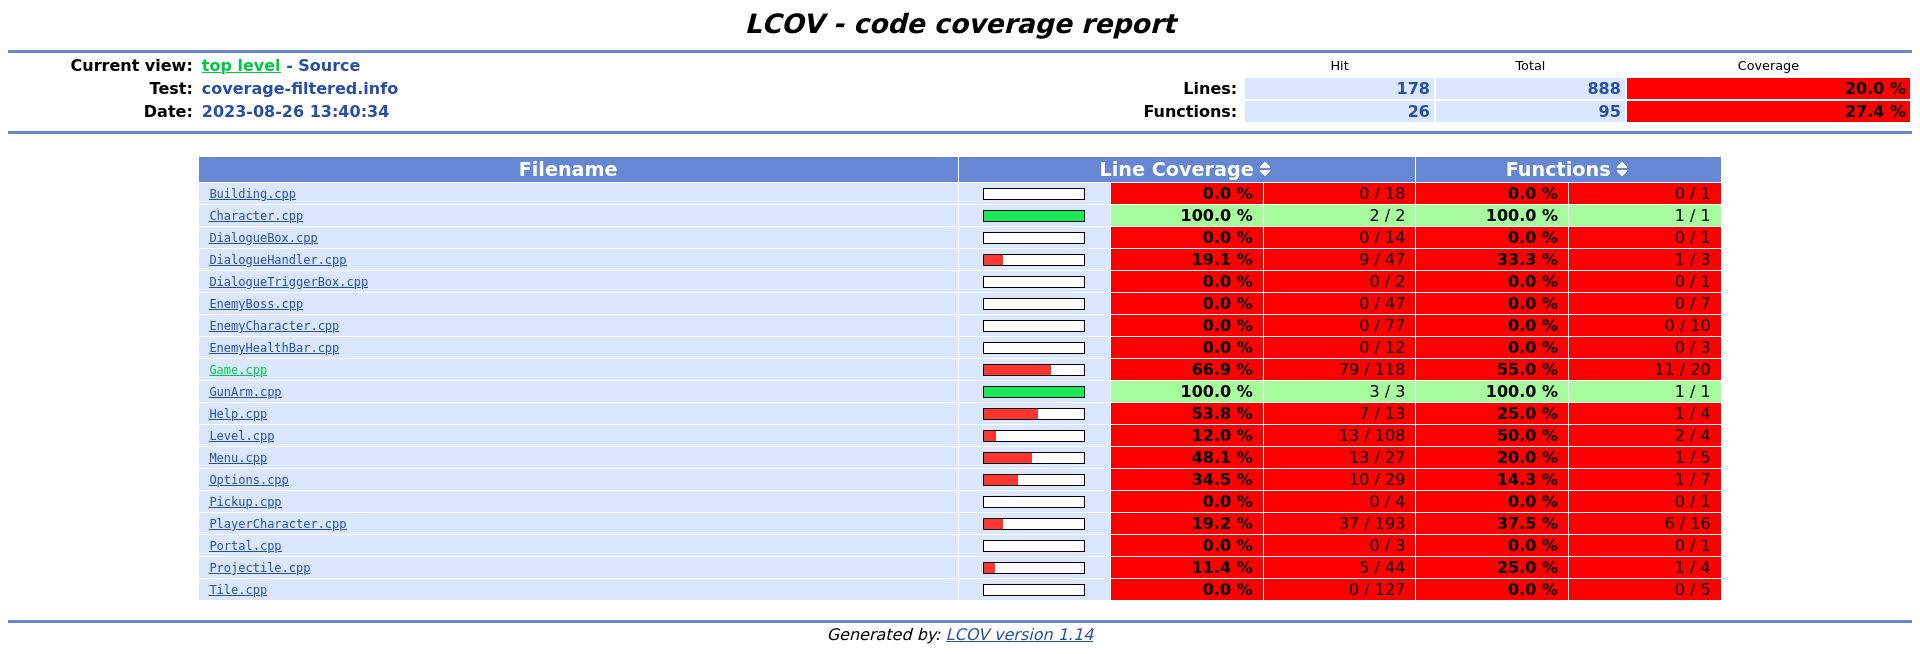 LCOV - code coverage report
Current view: top level - Source Hit Total Coverage
Test: coverage-filtered.info Lines: 178 888 20.0 %
Date: 2023-08-26 13:40:34 Functions: 26 95 27.4 %
Filename Line Coverage Functions
Building.cpp 0.0 % 0 / 18 0.0 % 0 / 1
Character.cpp 100.0 % 2 / 2 100.0 % 1 / 1
DialogueBox.cpp 0.0 % 0 / 14 0.0 % 0 / 1
DialogueHandler.cpp 19.1 % 9 / 47 33.3 % 1 / 3
DialogueTriggerBox.cpp 0.0 % 0 / 2 0.0 % 0 / 1
EnemyBoss.cpp 0.0 % 0 / 47 0.0 % 0 / 7
EnemyCharacter.cpp 0.0 % 0 / 77 0.0 % 0 / 10
EnemyHealthBar.cpp 0.0 % 0 / 12 0.0 % 0 / 3
Game.cpp 66.9 % 79 / 118 55.0 % 11 / 20
GunArm.cpp 100.0 % 3 / 3 100.0 % 1 / 1
Help.cpp 53.8 % 7 / 13 25.0 % 1 / 4
Level.cpp 12.0 % 13 / 108 50.0 % 2 / 4
Menu.cpp 48.1 % 13 / 27 20.0 % 1 / 5
Options.cpp 34.5 % 10 / 29 14.3 % 1 / 7
Pickup.cpp 0.0 % 0 / 4 0.0 % 0 / 1
PlayerCharacter.cpp 19.2 % 37 / 193 37.5 % 6 / 16
Portal.cpp 0.0 % 0 / 3 0.0 % 0 / 1
Projectile.cpp 11.4 % 5 / 44 25.0 % 1 / 4
Tile.cpp 0.0 % 0 / 127 0.0 % 0 / 5
Generated by: LCOV version 1.14